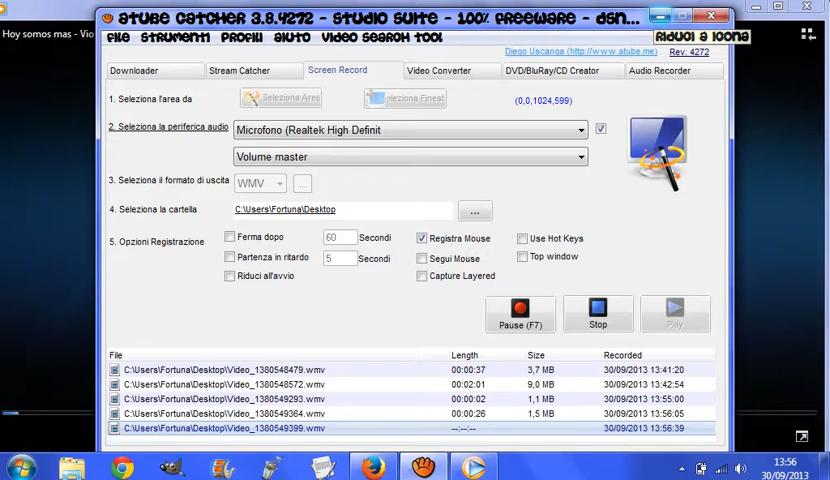 Hoy somos mas - Vio
aTube Catcher 3.8.4272 - Studio Suite - 100% Freeware - DSN...
File Strumenti Profili Aiuto Video Search Tool
Riduci a icona
Diego Uscanga (http://www.atube.me) Rev. 4272
Downloader Stream Catcher Screen Record Video Converter DVD/BluRay/CD Creator Audio Recorder
1. Seleziona l'area da Seleziona Area Seleziona Finest (0,0,1024,599)
2. Seleziona la periferica audio Microfono (Realtek High Definit
Volume master
3. Seleziona il formato di uscita WMV ...
4. Seleziona la cartella C:\Users\Fortuna\Desktop ...
5. Opzioni Registrazione Ferma dopo 60 Secondi Registra Mouse Use Hot Keys
Partenza in ritardo 5 Secondi Segui Mouse Top window
Riduci all'avvio Capture Layered
Pause (F7) Stop Play
File Length Size Recorded
C:\Users\Fortuna\Desktop\Video_1380548479.wmv 00:00:37 3,7 MB 30/09/2013 13:41:20
C:\Users\Fortuna\Desktop\Video_1380548572.wmv 00:02:01 9,0 MB 30/09/2013 13:42:54
C:\Users\Fortuna\Desktop\Video_1380549293.wmv 00:00:02 1,1 MB 30/09/2013 13:55:00
C:\Users\Fortuna\Desktop\Video_1380549364.wmv 00:00:26 1,5 MB 30/09/2013 13:56:05
C:\Users\Fortuna\Desktop\Video_1380549399.wmv --:--:-- 30/09/2013 13:56:39
13:56
30/09/2013